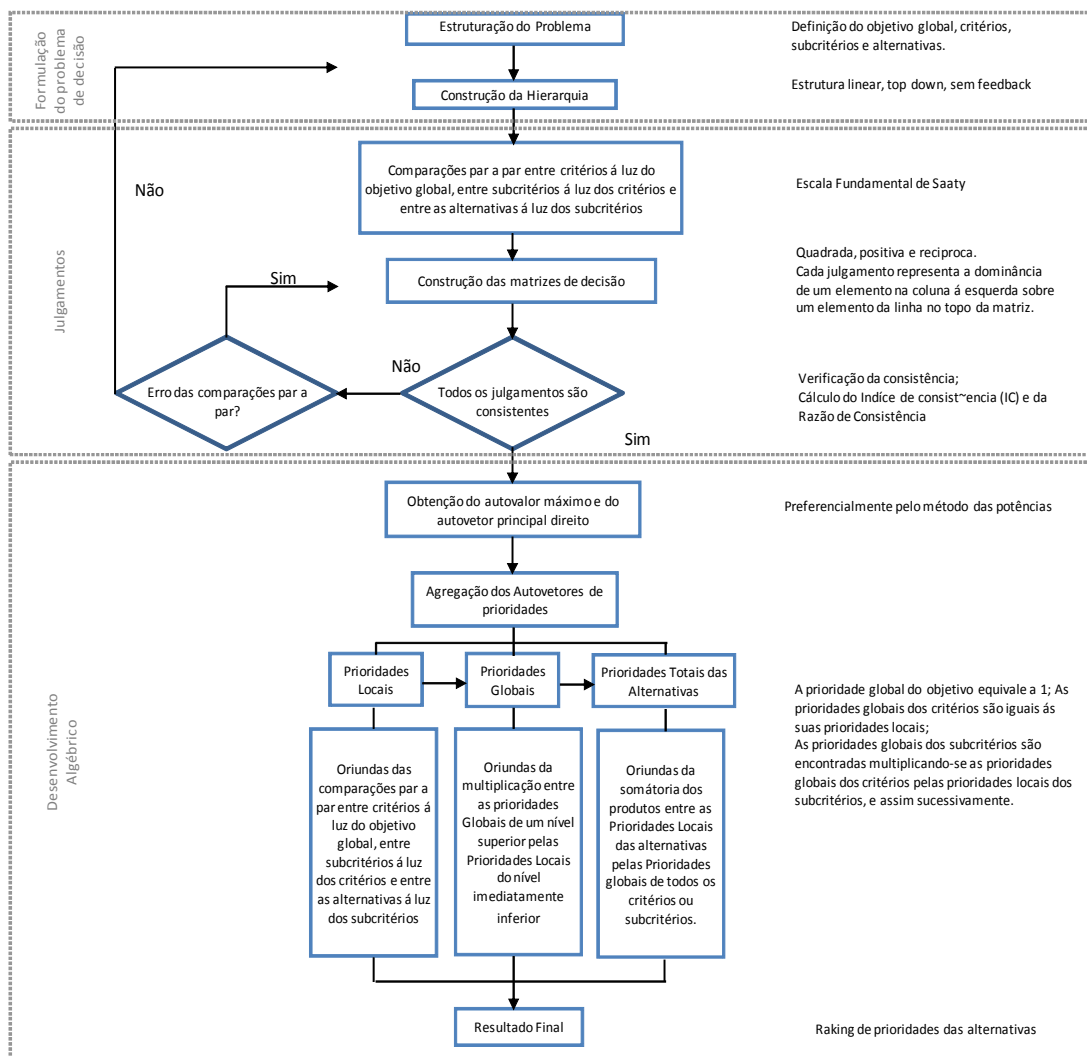 Formulação
do problema
de decisão
Estruturação do Problema
Definição do objetivo global, critérios,
subcritérios e alternativas.
Construção da Hierarquia
Estrutura linear, top down, sem feedback
Julgamentos
Comparações par a par entre critérios á luz do
objetivo global, entre subcritérios á luz dos critérios e
entre as alternativas á luz dos subcritérios
Escala Fundamental de Saaty
Não
Sim
Construção das matrizes de decisão
Quadrada, positiva e reciproca.
Cada julgamento representa a dominância
de um elemento na coluna á esquerda sobre
um elemento da linha no topo da matriz.
Erro das comparações par a
par?
Não
Todos os julgamentos são
consistentes
Verificação da consistência;
Cálculo do Indíce de consist~encia (IC) e da
Razão de Consistência
Sim
Desenvolvimento
Algébrico
Obtenção do autovalor máximo e do
autovetor principal direito
Preferencialmente pelo método das potências
Agregação dos Autovetores de
prioridades
Prioridades
Locais
Prioridades
Globais
Prioridades Totais das
Alternativas
Oriundas das
comparações par a
par entre critérios á
luz do objetivo
global, entre
subcritérios á luz
dos critérios e entre
as alternativas á luz
dos subcritérios
Oriundas da
multiplicação entre
as prioridades
Globais de um nível
superior pelas
Prioridades Locais
do nível
imediatamente
inferior
Oriundas da
somátoria dos
produtos entre as
Prioridades Locais
das alternativas
pelas Prioridades
globais de todos os
critérios ou
subcritérios.
A prioridade global do objetivo equivale a 1; As
prioridades globais dos critérios são iguais ás
suas prioridades locais;
As prioridades globais dos subcritérios são
encontradas multiplicando-se as prioridades
globais dos critérios pelas prioridades locais dos
subcritérios, e assim sucessivamente.
Resultado Final
Raking de prioridades das alternativas